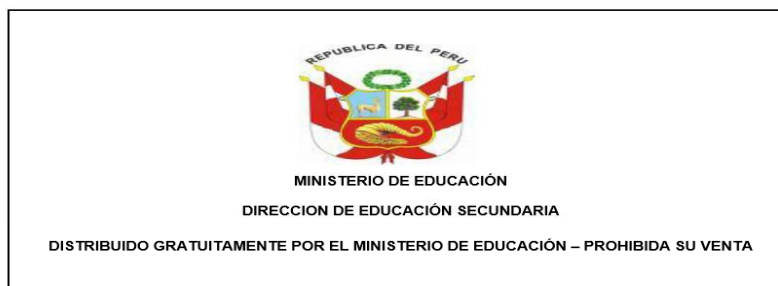 REPUBLICA DEL PERU
MINISTERIO DE EDUCACIÓN
DIRECCION DE EDUCACIÓN SECUNDARIA
DISTRIBUIDO GRATUITAMENTE POR EL MINISTERIO DE EDUCACIÓN – PROHIBIDA SU VENTA